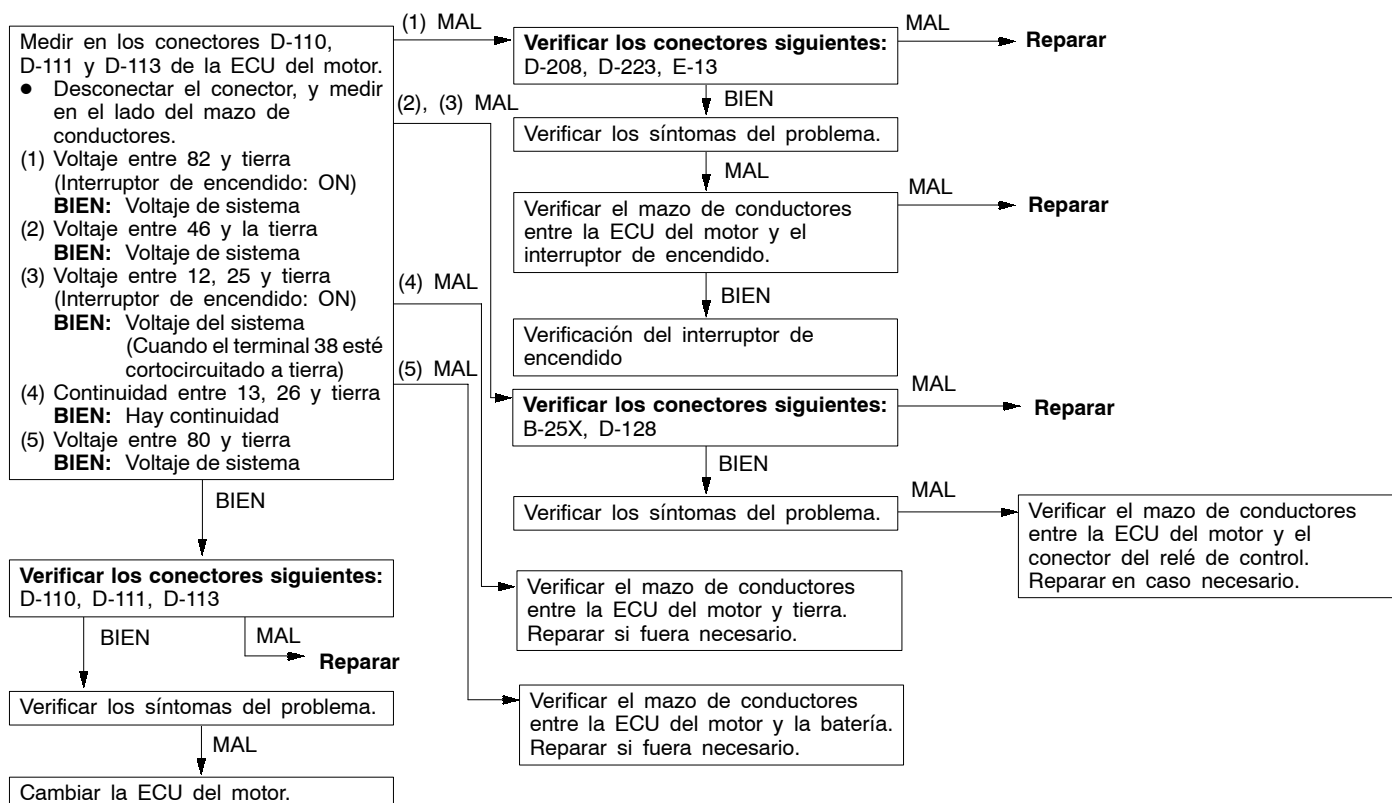 Medir en los conectores D-110,
D-111 y D-113 de la ECU del motor.
● Desconectar el conector, y medir
en el lado del mazo de
conductores.
(1) Voltaje entre 82 y tierra
(Interruptor de encendido: ON)
BIEN: Voltaje de sistema
(2) Voltaje entre 46 y la tierra
BIEN: Voltaje de sistema
(3) Voltaje entre 12, 25 y tierra
(Interruptor de encendido: ON)
BIEN: Voltaje del sistema
(Cuando el terminal 38 esté
cortocircuitado a tierra)
(4) Continuidad entre 13, 26 y tierra
BIEN: Hay continuidad
(5) Voltaje entre 80 y tierra
BIEN: Voltaje de sistema
(1) MAL
Verificar los conectores siguientes:
D-208, D-223, E-13
MAL
Reparar
BIEN
Verificar los síntomas del problema.
MAL
Verificar el mazo de conductores
entre la ECU del motor y el
interruptor de encendido.
MAL
Reparar
BIEN
Verificación del interruptor de
encendido
(2), (3) MAL
Verificar los conectores siguientes:
B-25X, D-128
MAL
Reparar
BIEN
Verificar los síntomas del problema.
MAL
Verificar el mazo de conductores
entre la ECU del motor y el
conector del relé de control.
Reparar en caso necesario.
(4) MAL
Verificar el mazo de conductores
entre la ECU del motor y tierra.
Reparar si fuera necesario.
(5) MAL
Verificar el mazo de conductores
entre la ECU del motor y la batería.
Reparar si fuera necesario.
BIEN
Verificar los conectores siguientes:
D-110, D-111, D-113
MAL
Reparar
BIEN
Verificar los síntomas del problema.
MAL
Cambiar la ECU del motor.